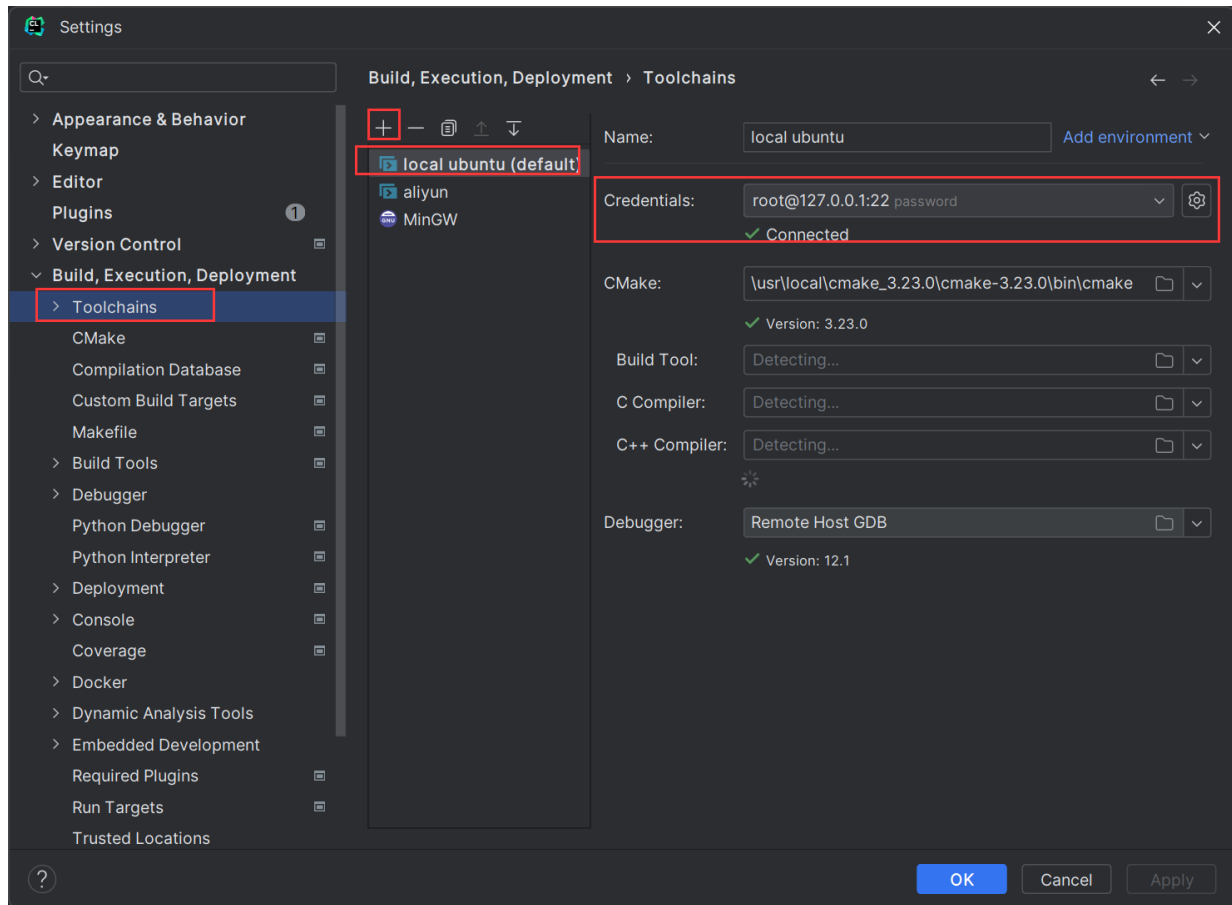 CL
Settings
Appearance & Behavior
Keymap
Editor
Plugins 1
Version Control
Build, Execution, Deployment
Toolchains
CMake
Compilation Database
Custom Build Targets
Makefile
Build Tools
Debugger
Python Debugger
Python Interpreter
Deployment
Console
Coverage
Docker
Dynamic Analysis Tools
Embedded Development
Required Plugins
Run Targets
Trusted Locations
Build, Execution, Deployment › Toolchains
local ubuntu (default)
aliyun
GNU MinGW
Name: local ubuntu Add environment
Credentials: root@127.0.0.1:22 password
Connected
CMake: \usr\local\cmake_3.23.0\cmake-3.23.0\bin\cmake
Version: 3.23.0
Build Tool: Detecting...
C Compiler: Detecting...
C++ Compiler: Detecting...
Debugger: Remote Host GDB
Version: 12.1
?
OK Cancel Apply